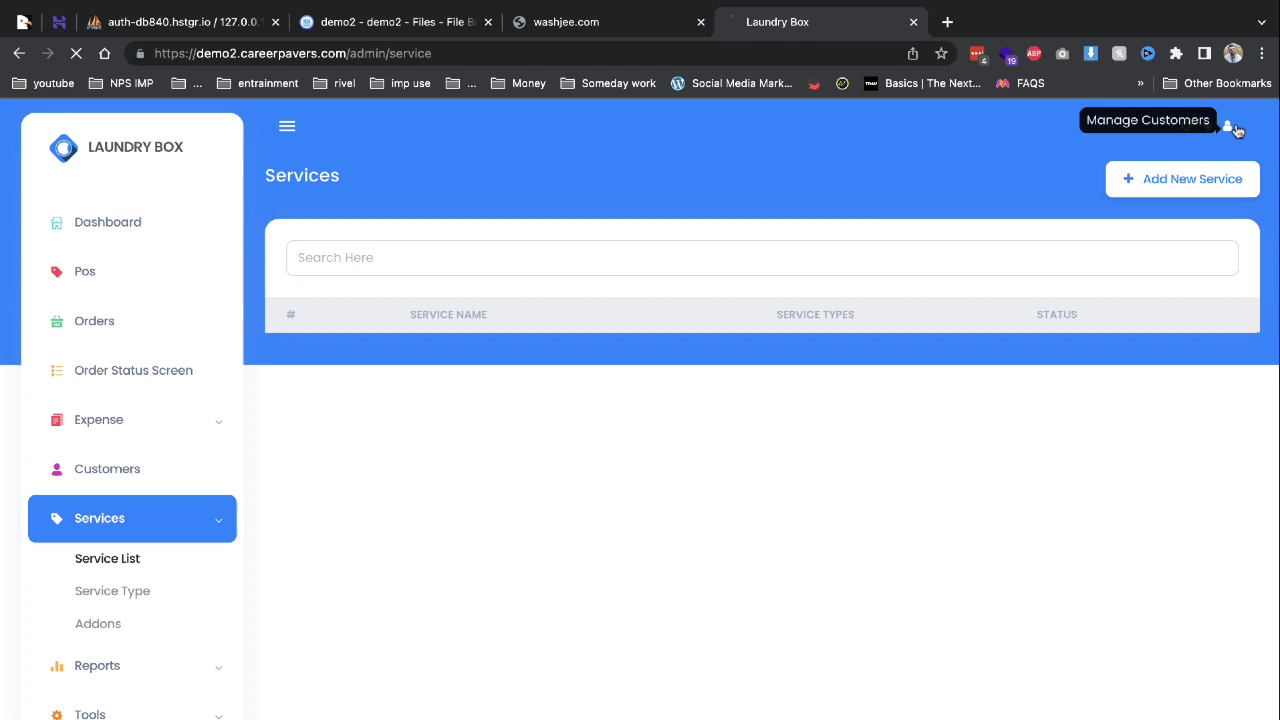 auth-db840.hstgr.io / 127.0.0.
demo2 - demo2 - Files - File B
washjee.com
Laundry Box
https://demo2.careerpavers.com/admin/service
4
19
ABP
youtube
NPS IMP
...
entrainment
rivel
imp use
...
Money
Someday work
Social Media Mark...
Basics | The Next...
FAQS
»
Other Bookmarks
LAUNDRY BOX
Manage Customers
Services
+ Add New Service
Dashboard
Search Here
Pos
# SERVICE NAME SERVICE TYPES STATUS
Orders
Order Status Screen
Expense
Customers
Services
Service List
Service Type
Addons
Reports
Tools